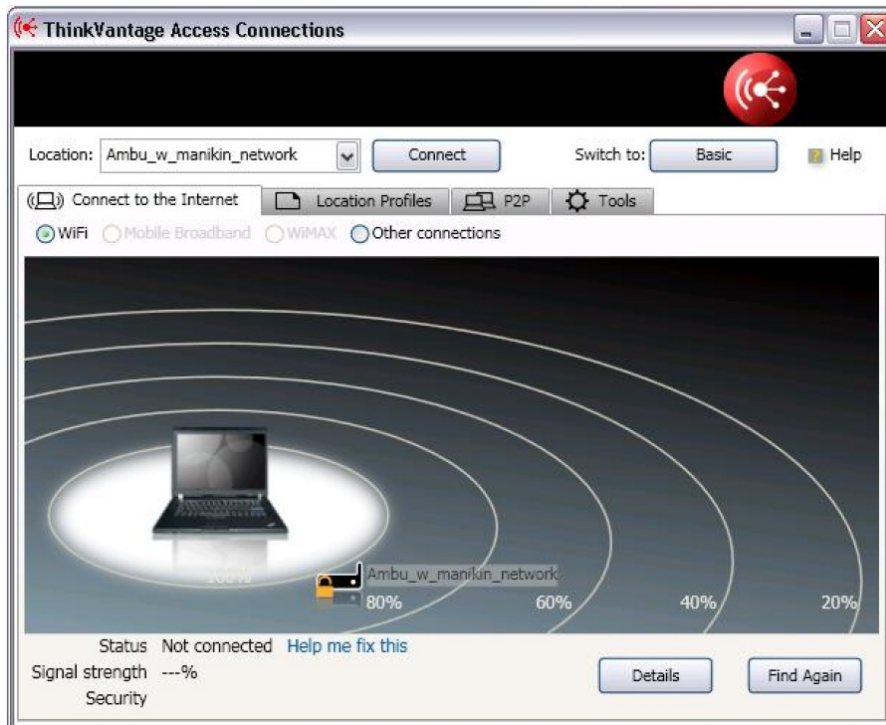 ThinkVantage Access Connections
Location: Ambu_w_manikin_network Connect Switch to: Basic Help
Connect to the Internet Location Profiles P2P Tools
WiFi Mobile Broadband WiMAX Other connections
100% Ambu_w_manikin_network
80% 60% 40% 20%
Status Not connected Help me fix this
Signal strength ---%
Security
Details Find Again